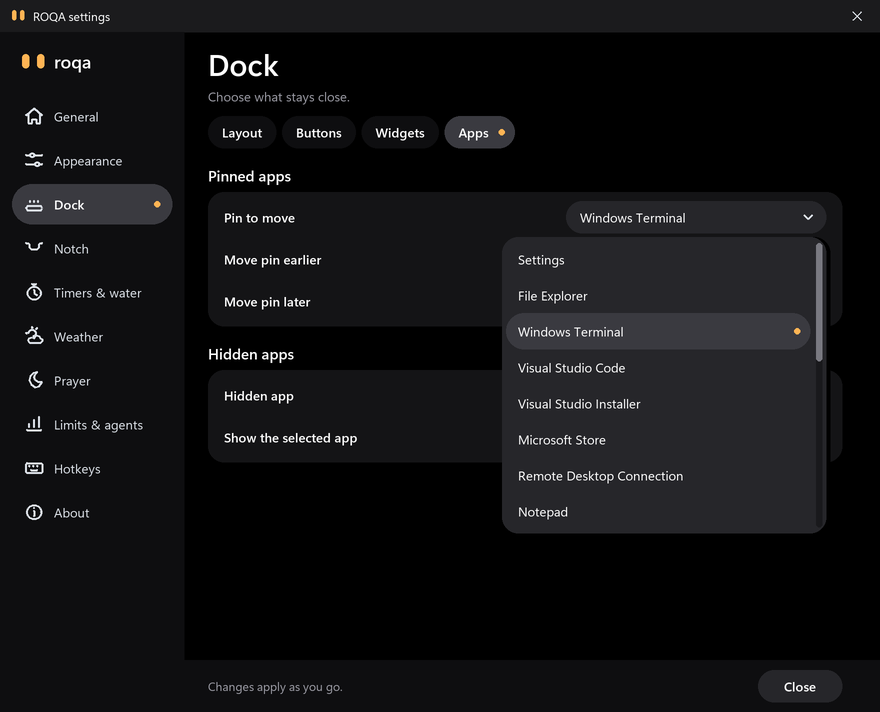 ROQA settings
roqa
General
Appearance
Dock
Notch
Timers & water
Weather
Prayer
Limits & agents
Hotkeys
About
Dock
Choose what stays close.
Layout
Buttons
Widgets
Apps
Pinned apps
Pin to move
Windows Terminal
Move pin earlier
Move pin later
Hidden apps
Hidden app
Show the selected app
Settings
File Explorer
Windows Terminal
Visual Studio Code
Visual Studio Installer
Microsoft Store
Remote Desktop Connection
Notepad
Changes apply as you go.
Close